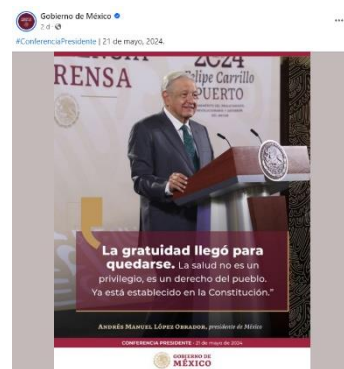 Gobierno de México
2 d
#ConferenciaPresidente | 21 de mayo, 2024.
RENSA
2024
Felipe Carrillo
PUERTO
La gratuidad llegó para
quedarse. La salud no es un
privilegio, es un derecho del pueblo.
Ya está establecido en la Constitución.”
ANDRÉS MANUEL LÓPEZ OBRADOR, presidente de México
CONFERENCIA PRESIDENTE · 21 de mayo de 2024
GOBIERNO DE
MÉXICO